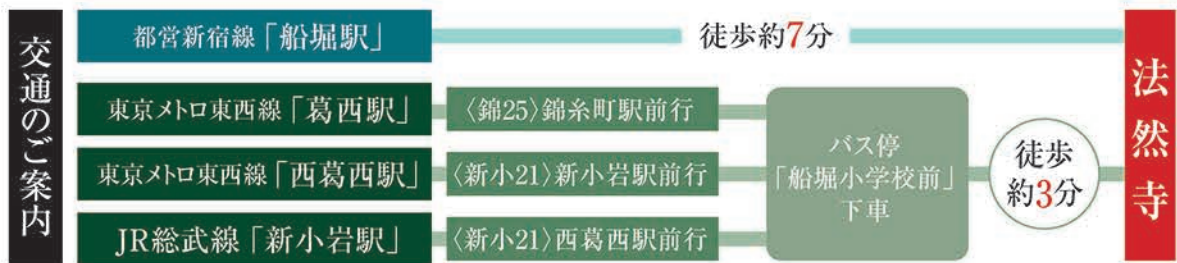 交通のご案内
都営新宿線「船堀駅」
徒歩約7分
東京メトロ東西線「葛西駅」
〈錦25〉錦糸町駅前行
東京メトロ東西線「西葛西駅」
〈新小21〉新小岩駅前行
JR総武線「新小岩駅」
〈新小21〉西葛西駅前行
バス停
「船堀小学校前」
下車
徒歩
約3分
法然寺